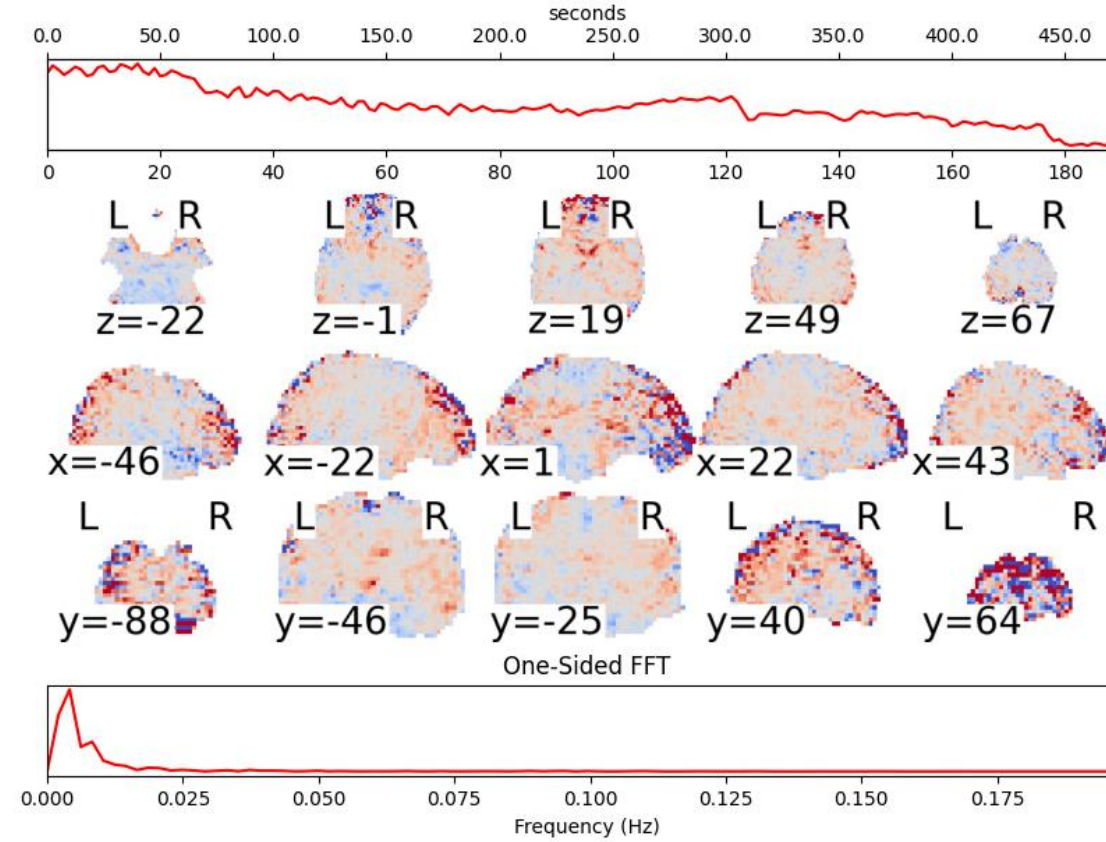 seconds
0.0 50.0 100.0 150.0 200.0 250.0 300.0 350.0 400.0 450.0
0 20 40 60 80 100 120 140 160 180
L R L R L R L R L R
z=-22 z=-1 z=19 z=49 z=67
x=-46 x=-22 x=1 x=22 x=43
L R L R L R L R L R
y=-88 y=-46 y=-25 y=40 y=64
One-Sided FFT
0.000 0.025 0.050 0.075 0.100 0.125 0.150 0.175
Frequency (Hz)